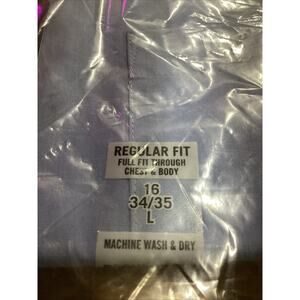 REGULAR FIT
FULL FIT THROUGH
CHEST & BODY
16
34/35
L
MACHINE WASH & DRY